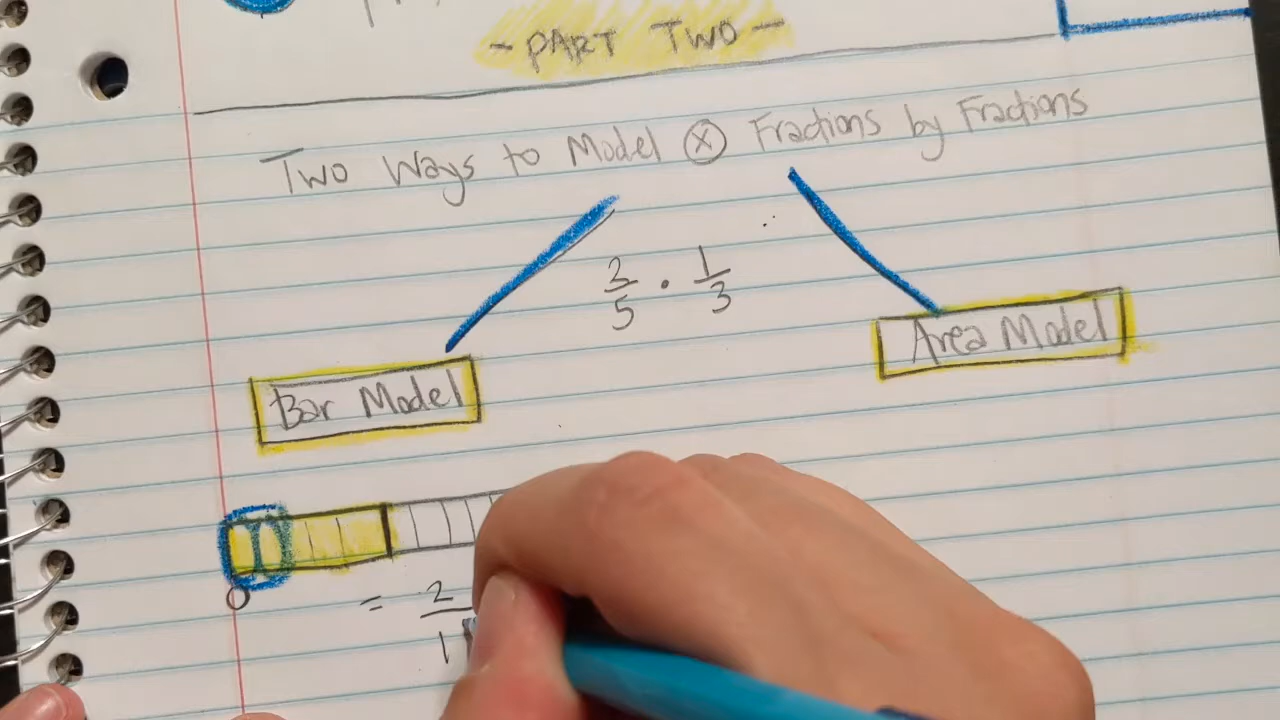 - PART TWO -
Two Ways to Model ⊗ Fractions by Fractions
2/5 · 1/3
Bar Model
Area Model
0
= 2/1